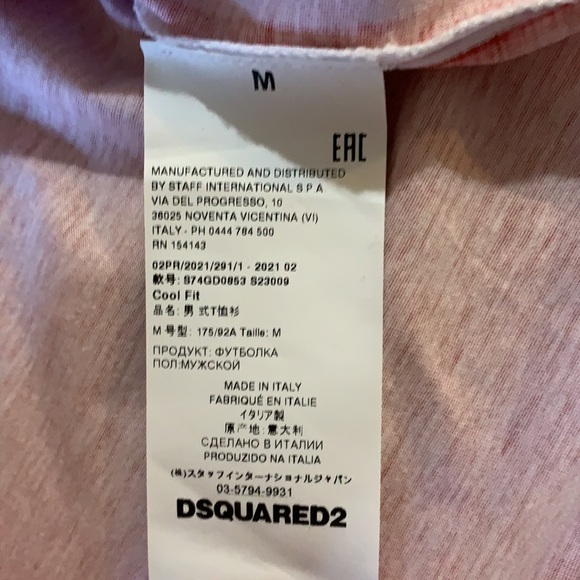 M
EAC
MANUFACTURED AND DISTRIBUTED
BY STAFF INTERNATIONAL S P A
VIA DEL PROGRESSO, 10
36025 NOVENTA VICENTINA (VI)
ITALY - PH 0444 784 500
RN 154143
02PR/2021/291/1 - 2021 02
款号: S74GD0853 S23009
Cool Fit
品名: 男 式T恤衫
M 号型: 175/92A Taille: M
ПРОДУКТ: ФУТБОЛКА
ПОЛ:МУЖСКОЙ
MADE IN ITALY
FABRIQUÉ EN ITALIE
イタリア製
原产地: 意大利
СДЕЛАНО В ИТАЛИИ
PRODUZIDO NA ITALIA
(株)スタッフインターナショナルジャパン
03-5794-9931
DSQUARED2